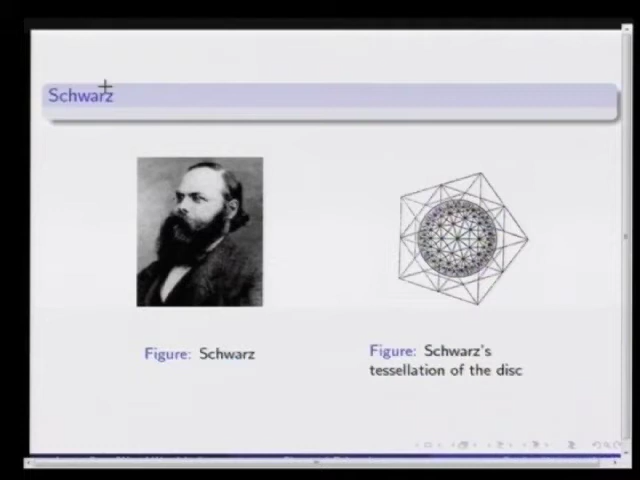 Schwarz
Figure: Schwarz
Figure: Schwarz's
tessellation of the disc